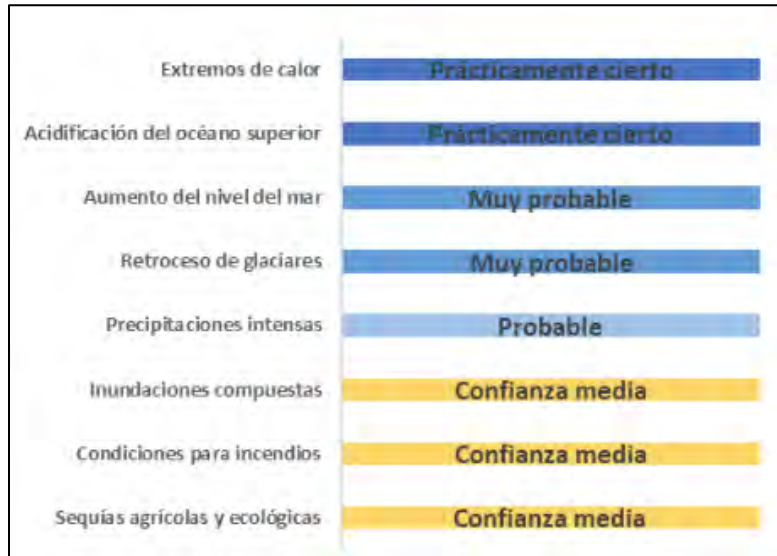 Extremos de calor Prácticamente cierto
Acidificación del océano superior Prácticamente cierto
Aumento del nivel del mar Muy probable
Retroceso de glaciares Muy probable
Precipitaciones intensas Probable
Inundaciones compuestas Confianza media
Condiciones para incendios Confianza media
Sequías agrícolas y ecológicas Confianza media